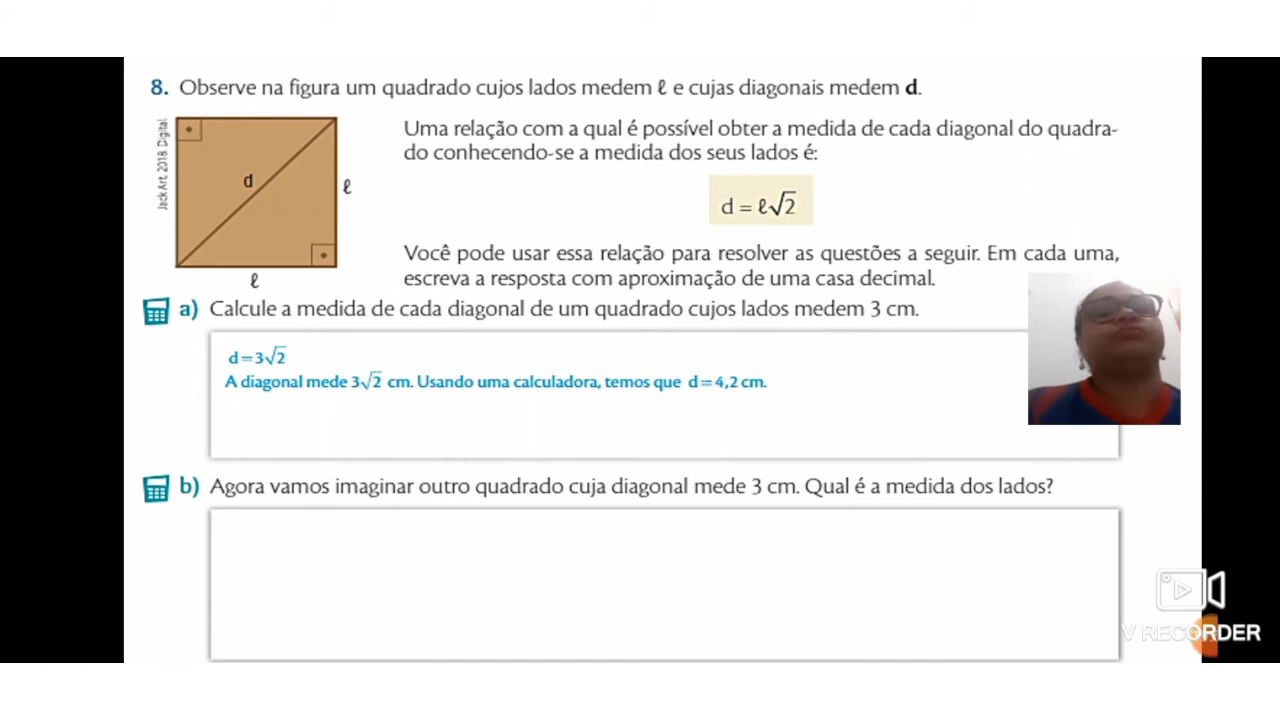 8. Observe na figura um quadrado cujos lados medem ℓ e cujas diagonais medem d.
Jack Art. 2018. Digital.
d
ℓ
ℓ
Uma relação com a qual é possível obter a medida de cada diagonal do quadra-
do conhecendo-se a medida dos seus lados é:
d = ℓ√2
Você pode usar essa relação para resolver as questões a seguir. Em cada uma,
escreva a resposta com aproximação de uma casa decimal.
a) Calcule a medida de cada diagonal de um quadrado cujos lados medem 3 cm.
d=3√2
A diagonal mede 3√2 cm. Usando uma calculadora, temos que d=4,2 cm.
b) Agora vamos imaginar outro quadrado cuja diagonal mede 3 cm. Qual é a medida dos lados?
V RECORDER